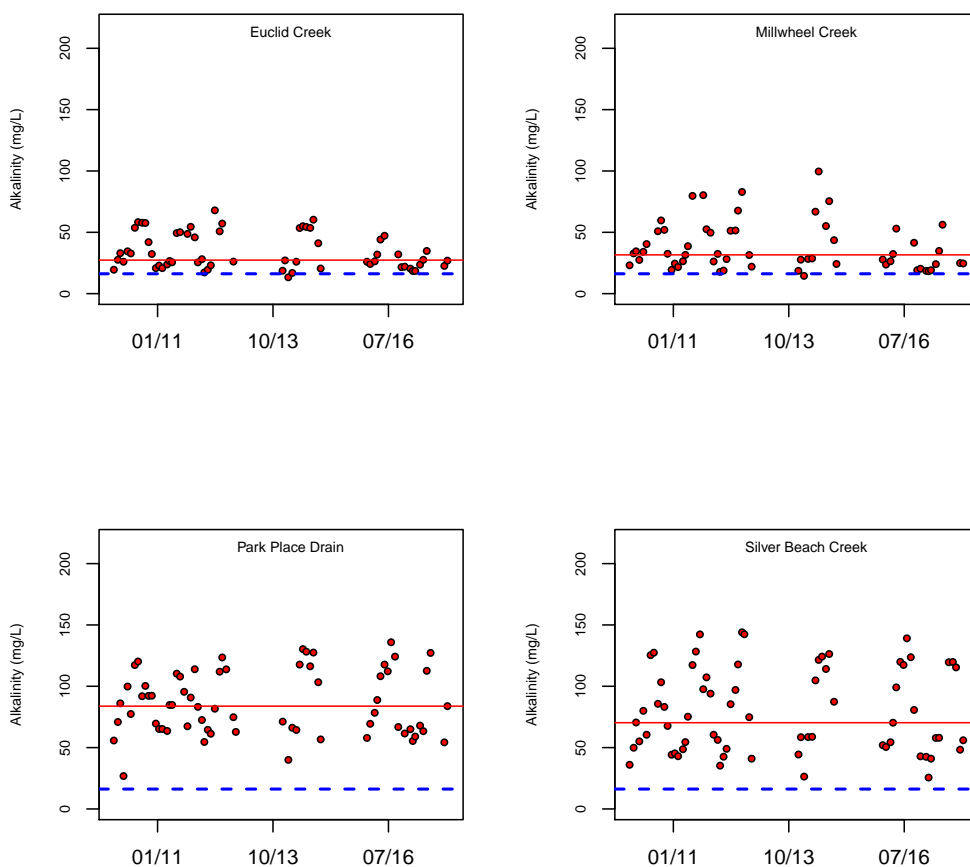 Euclid Creek
Alkalinity (mg/L)
200
150
100
50
0
01/11 10/13 07/16
Millwheel Creek
Alkalinity (mg/L)
200
150
100
50
0
01/11 10/13 07/16
Park Place Drain
Alkalinity (mg/L)
200
150
100
50
0
01/11 10/13 07/16
Silver Beach Creek
Alkalinity (mg/L)
200
150
100
50
0
01/11 10/13 07/16